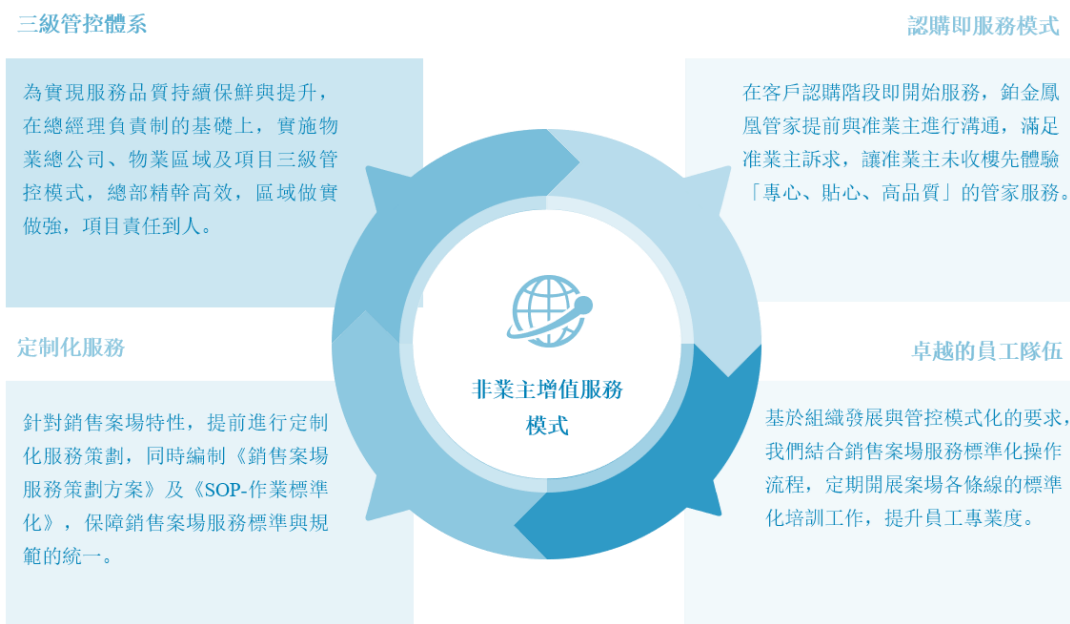 三級管控體系
為實現服務品質持續保鮮與提升，
在總經理負責制的基礎上，實施物
業總公司、物業區域及項目三級管
控模式，總部精幹高效，區域做實
做強，項目責任到人。
認購即服務模式
在客戶認購階段即開始服務，鉑金鳳
凰管家提前與准業主進行溝通，滿足
准業主訴求，讓准業主未收樓先體驗
「專心、貼心、高品質」的管家服務。
非業主增值服務
模式
定制化服務
針對銷售案場特性，提前進行定制
化服務策劃，同時編制《銷售案場
服務策劃方案》及《SOP-作業標準
化》，保障銷售案場服務標準與規
範的統一。
卓越的員工隊伍
基於組織發展與管控模式化的要求，
我們結合銷售案場服務標準化操作
流程，定期開展案場各條線的標準
化培訓工作，提升員工專業度。